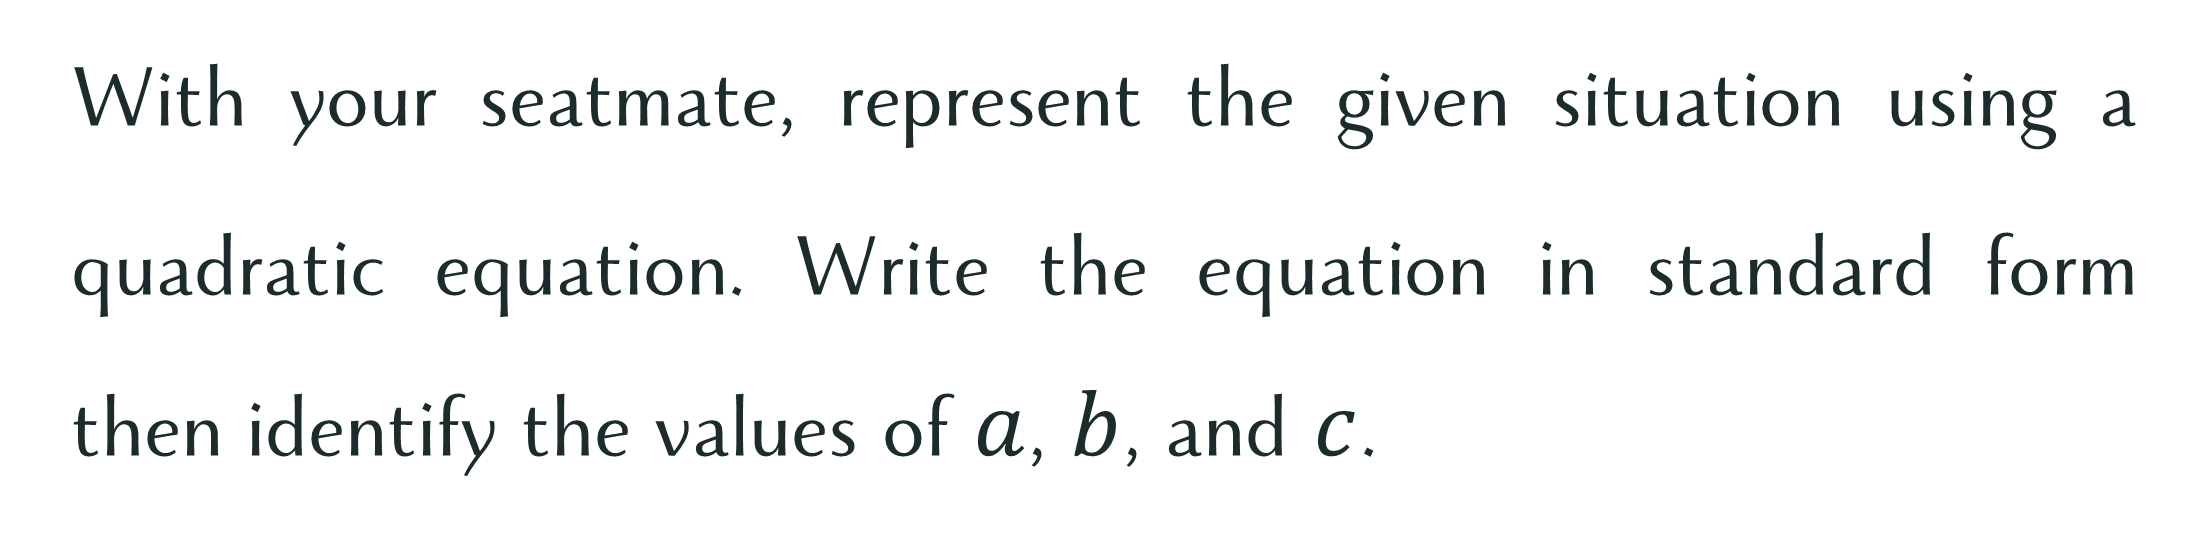 With your seatmate, represent the given situation using a
quadratic equation. Write the equation in standard form
then identify the values of a, b, and c.